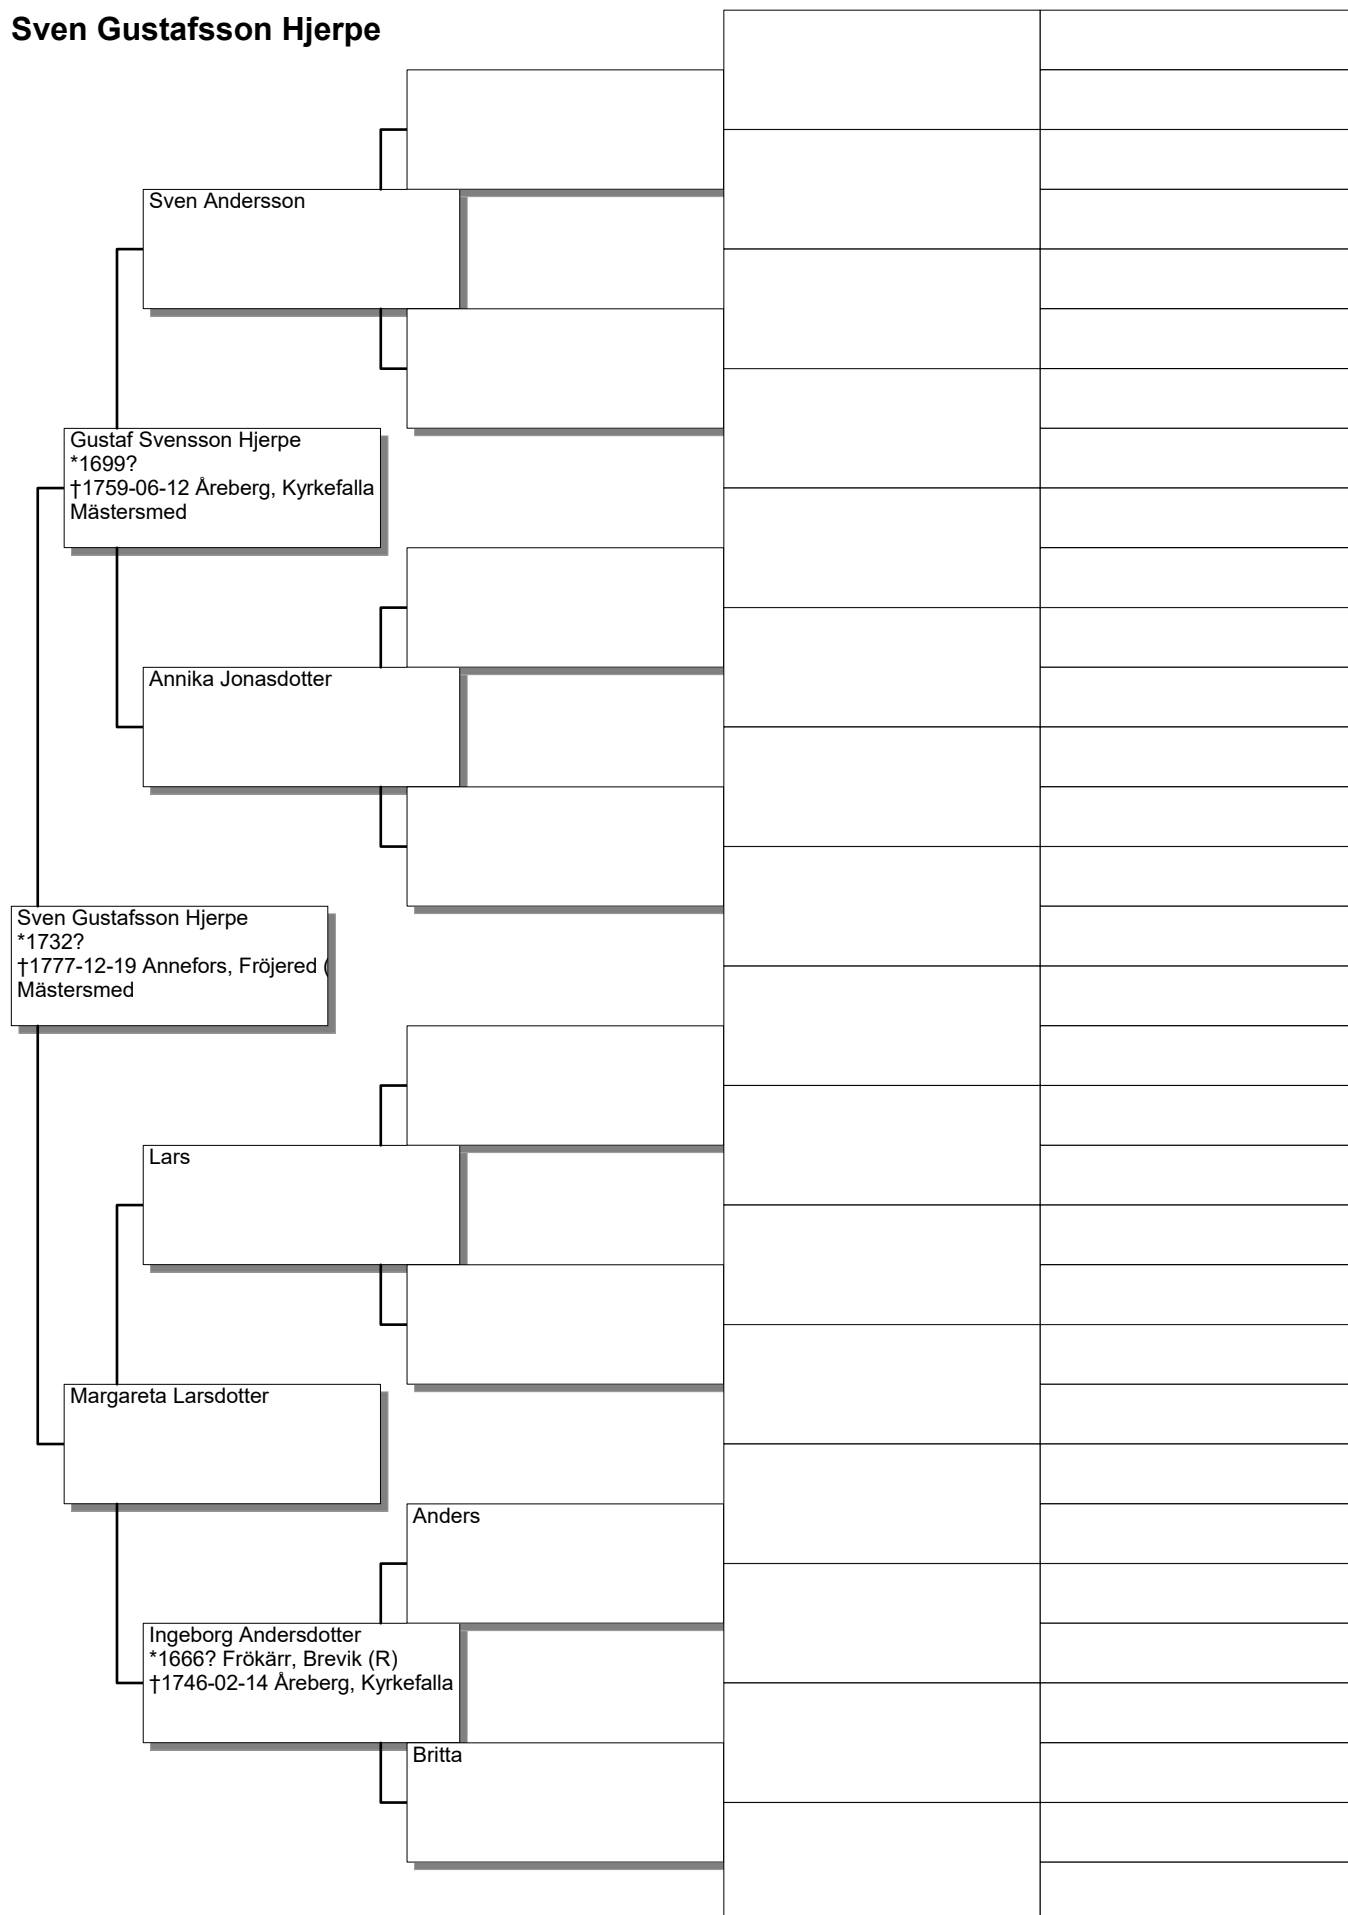 Sven Gustafsson Hjerpe
Sven Andersson
Gustaf Svensson Hjerpe
*1699?
†1759-06-12 Åreberg, Kyrkefalla
Mästersmed
Annika Jonasdotter
Sven Gustafsson Hjerpe
*1732?
†1777-12-19 Annefors, Fröjered (
Mästersmed
Lars
Margareta Larsdotter
Anders
Ingeborg Andersdotter
*1666? Frökärr, Brevik (R)
†1746-02-14 Åreberg, Kyrkefalla
Britta